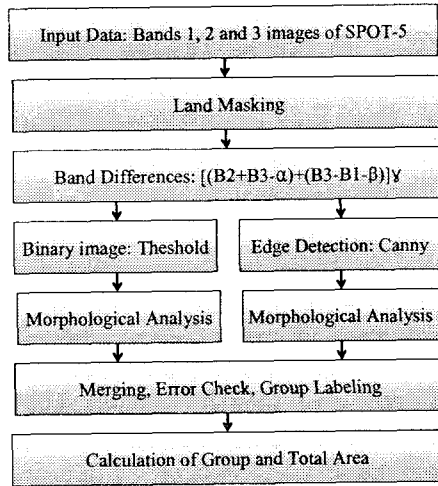 Input Data: Bands 1, 2 and 3 images of SPOT-5
Land Masking
Band Differences: [(B2+B3-α)+(B3-B1-β)]γ
Binary image: Theshold
Edge Detection: Canny
Morphological Analysis
Morphological Analysis
Merging, Error Check, Group Labeling
Calculation of Group and Total Area